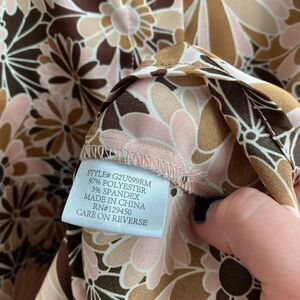 STYLE# G2U099RM
97% POLYESTER
3% SPANDEX
MADE IN CHINA
RN#129450
CARE ON REVERSE